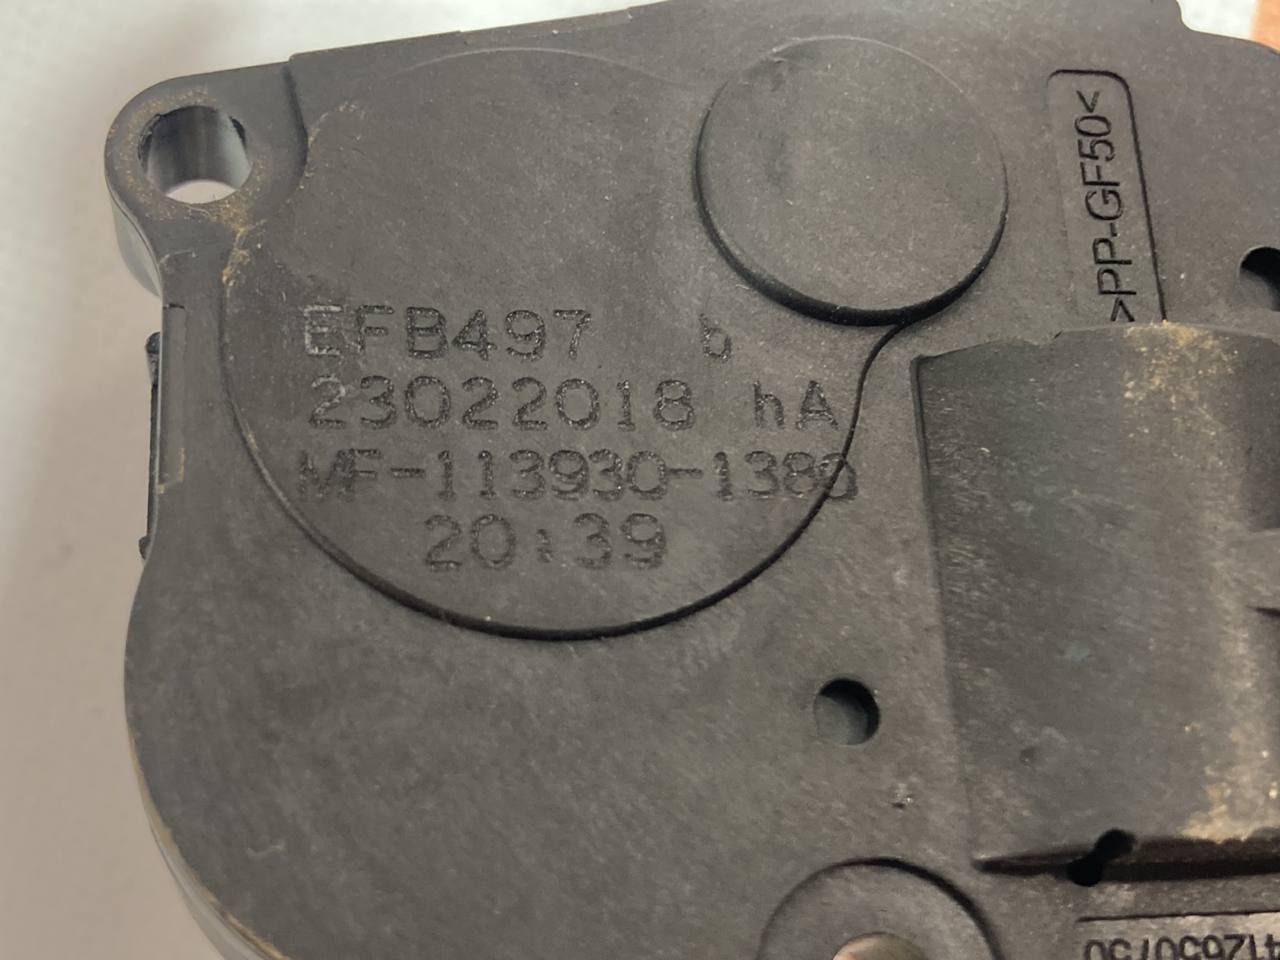 EFB497 b
23022018 hA
MF-113930-1380
20:39
>PP-GF50<